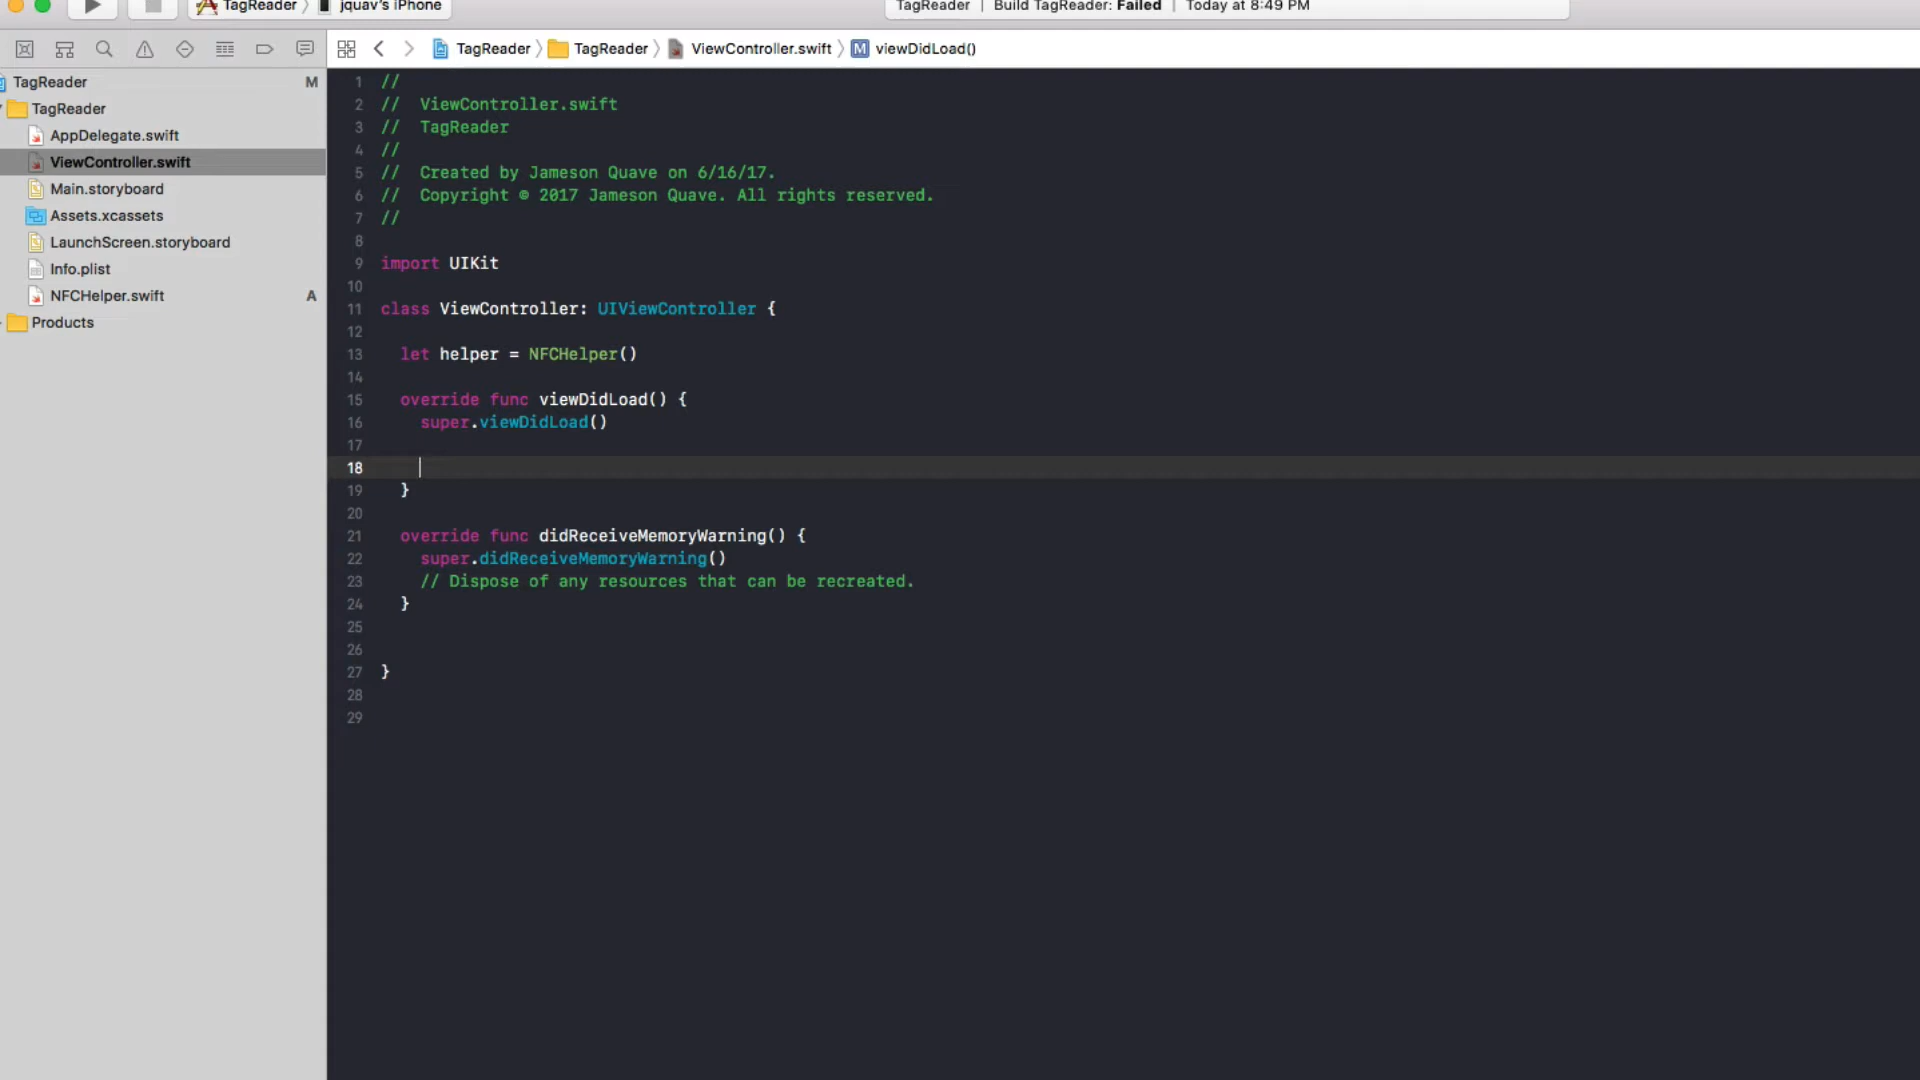 TagReader 〉 jquav's iPhone
TagReader | Build TagReader: Failed | Today at 8:49 PM
TagReader 〉 TagReader 〉 ViewController.swift 〉 M viewDidLoad()
TagReader M
TagReader
AppDelegate.swift
ViewController.swift
Main.storyboard
Assets.xcassets
LaunchScreen.storyboard
Info.plist
NFCHelper.swift A
Products
1 //
2 //  ViewController.swift
3 //  TagReader
4 //
5 //  Created by Jameson Quave on 6/16/17.
6 //  Copyright © 2017 Jameson Quave. All rights reserved.
7 //
8
9 import UIKit
10
11 class ViewController: UIViewController {
12
13   let helper = NFCHelper()
14
15   override func viewDidLoad() {
16     super.viewDidLoad()
17
18
19   }
20
21   override func didReceiveMemoryWarning() {
22     super.didReceiveMemoryWarning()
23     // Dispose of any resources that can be recreated.
24   }
25
26
27 }
28
29